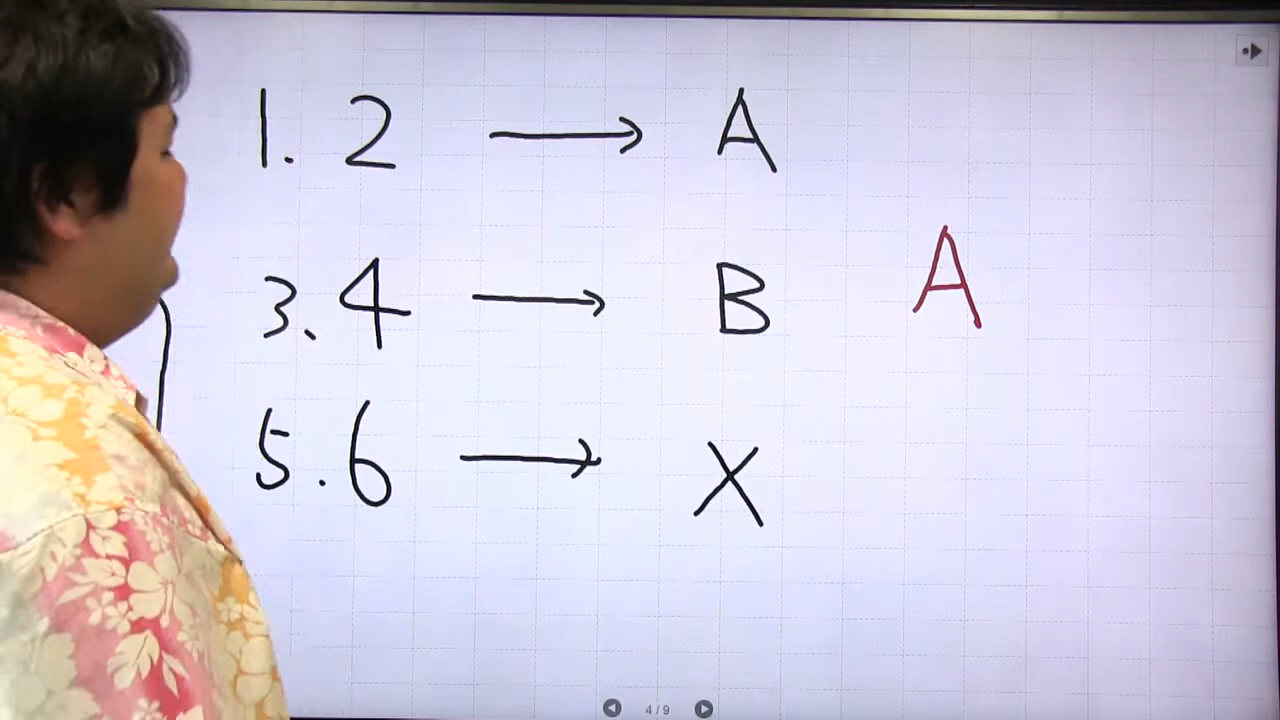 1. 2 → A
3. 4 → B A
5. 6 → X
4 / 9